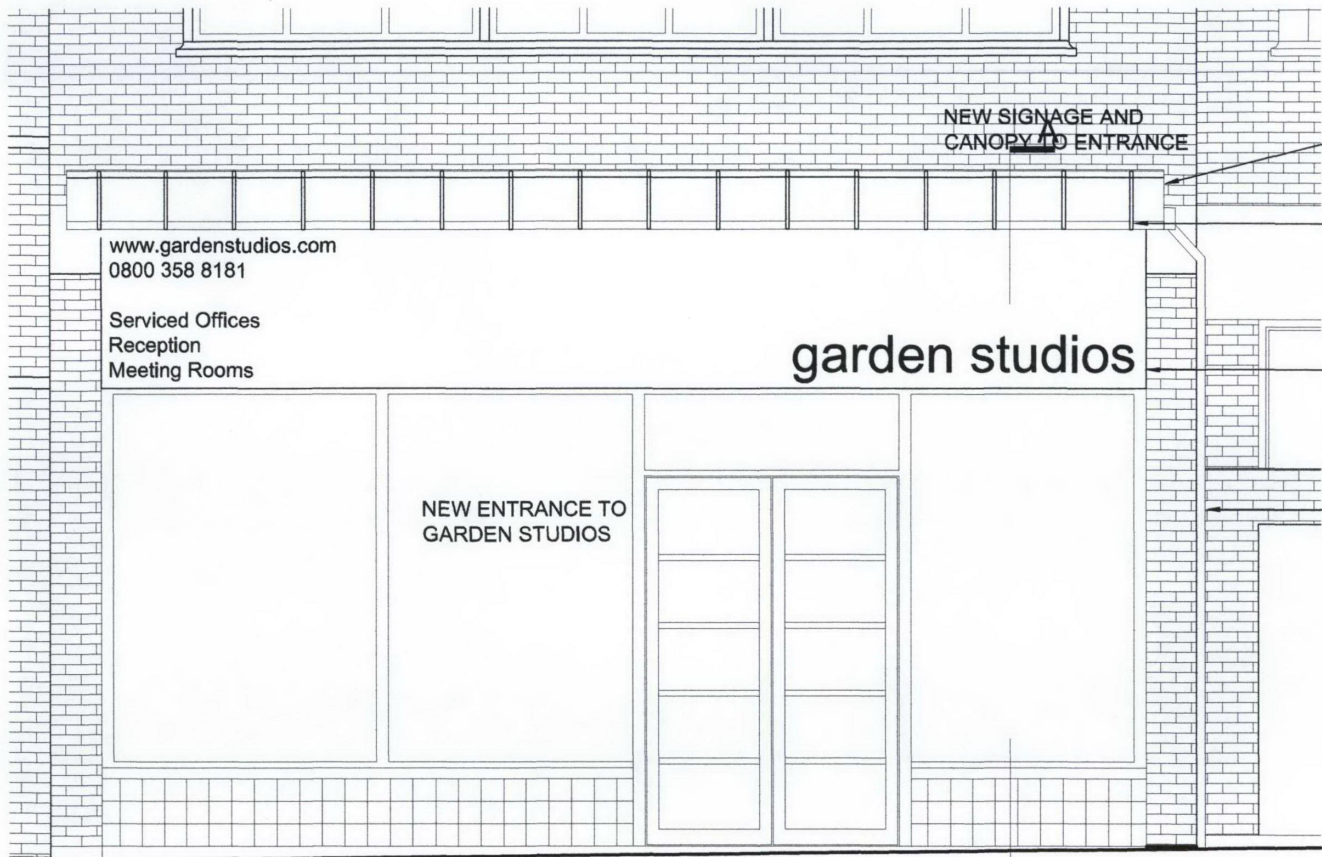 NEW SIGNAGE AND
CANOPY TO ENTRANCE
A
www.gardenstudios.com
0800 358 8181
Serviced Offices
Reception
Meeting Rooms
garden studios
NEW ENTRANCE TO
GARDEN STUDIOS